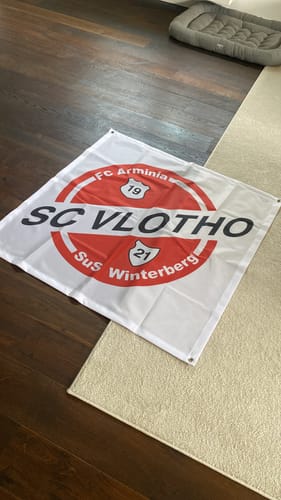 FC Arminia
19
SC VLOTHO
21
SuS Winterberg